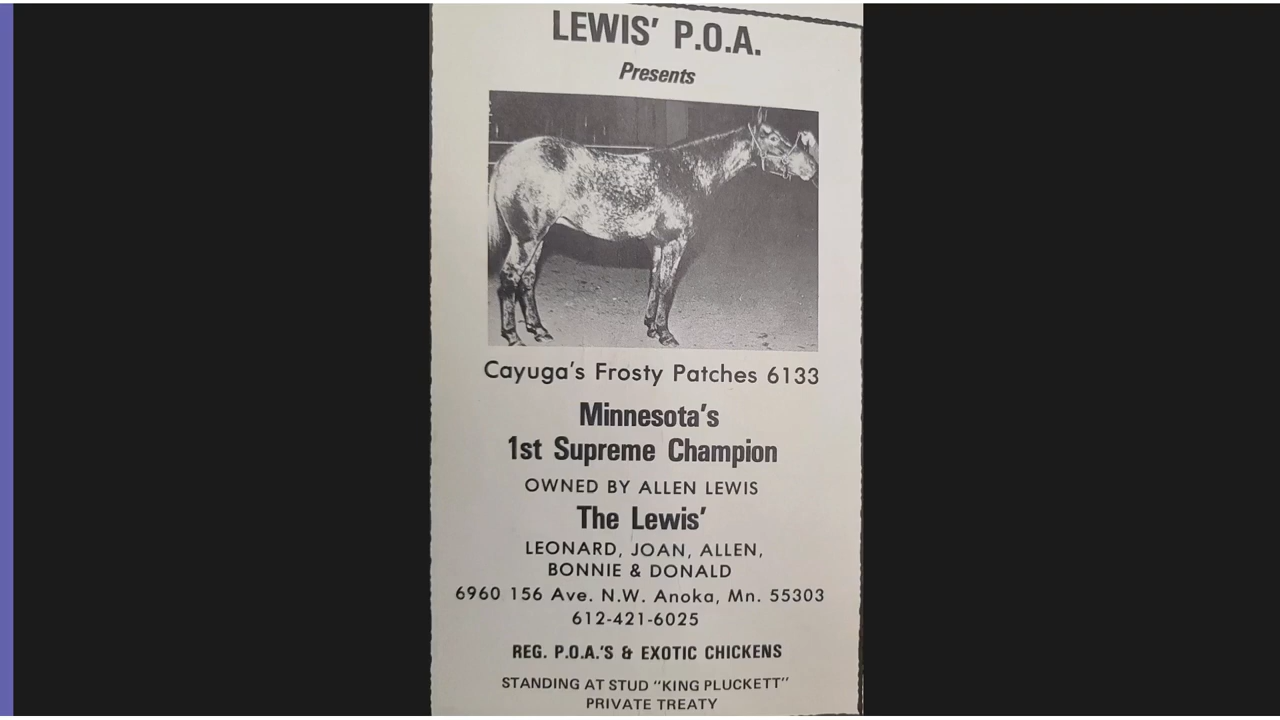 LEWIS' P.O.A.
Presents
Cayuga's Frosty Patches 6133
Minnesota's
1st Supreme Champion
OWNED BY ALLEN LEWIS
The Lewis'
LEONARD, JOAN, ALLEN,
BONNIE & DONALD
6960 156 Ave. N.W. Anoka, Mn. 55303
612-421-6025
REG. P.O.A.'S & EXOTIC CHICKENS
STANDING AT STUD "KING PLUCKETT"
PRIVATE TREATY